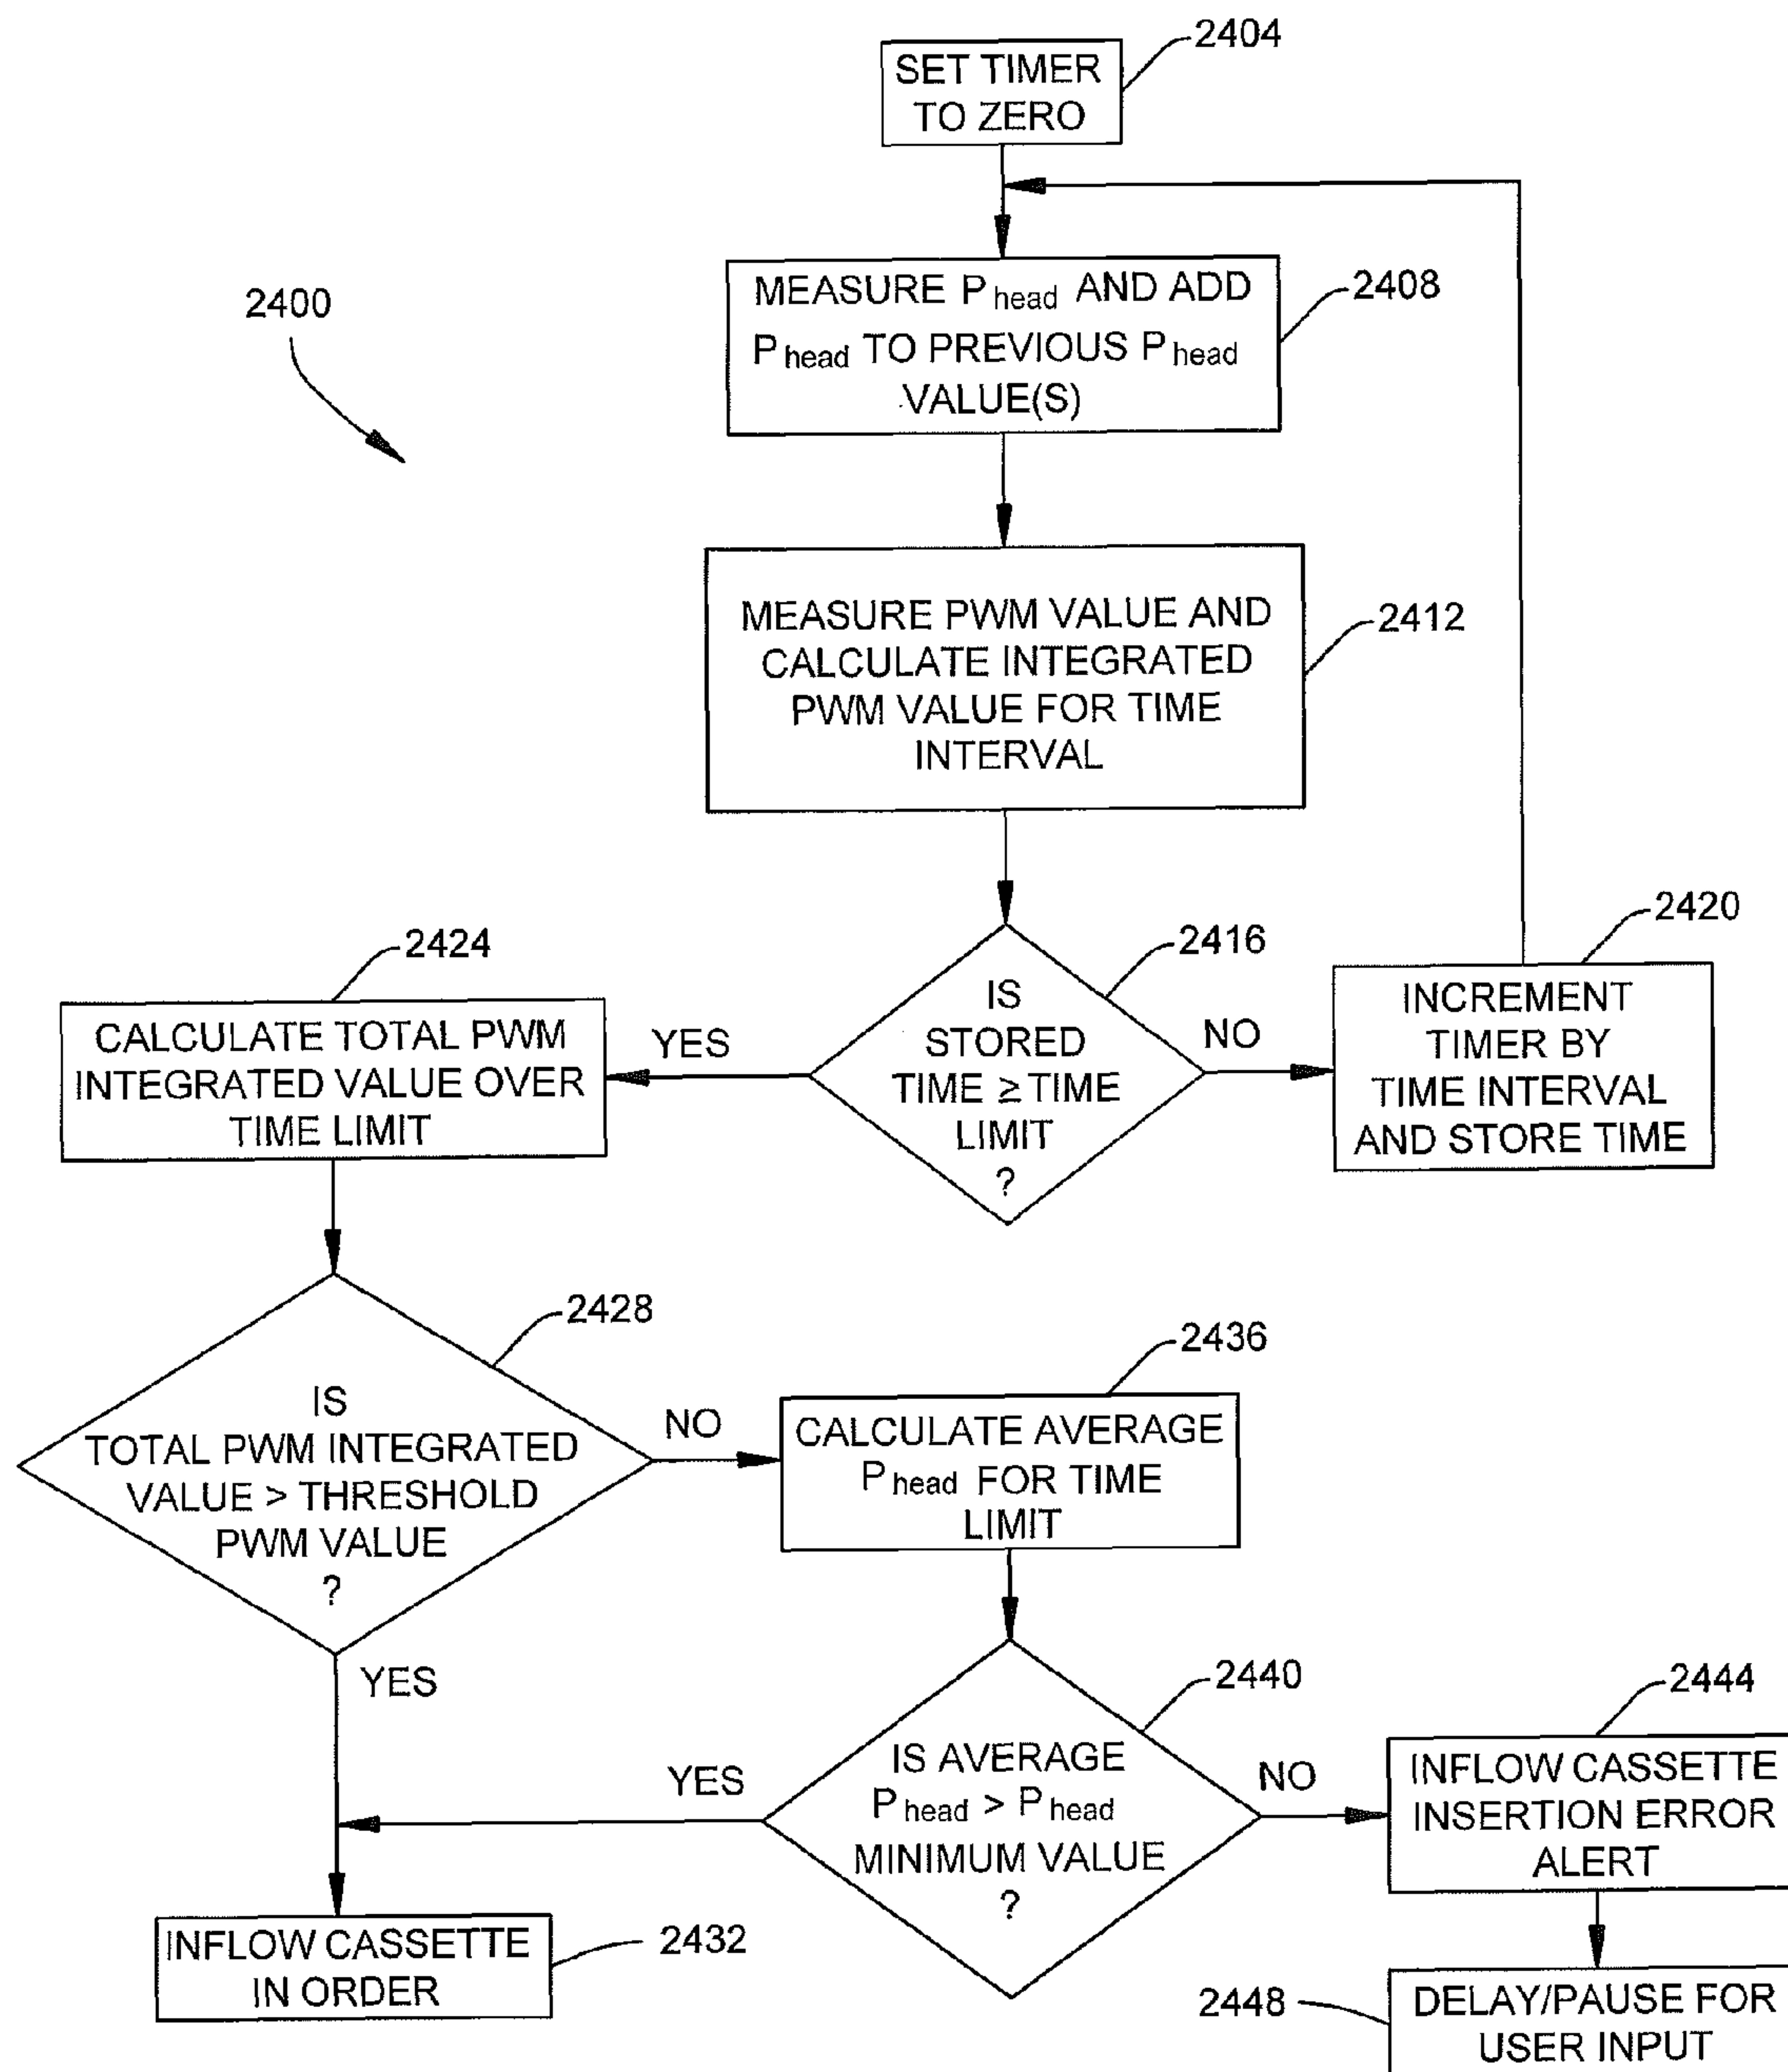 2404
SET TIMER
TO ZERO
2400
MEASURE P head AND ADD
P head TO PREVIOUS P head
VALUE(S)
2408
MEASURE PWM VALUE AND
CALCULATE INTEGRATED
PWM VALUE FOR TIME
INTERVAL
2412
2424
CALCULATE TOTAL PWM
INTEGRATED VALUE OVER
TIME LIMIT
YES
2416
IS
STORED
TIME ≥ TIME
LIMIT
?
NO
2420
INCREMENT
TIMER BY
TIME INTERVAL
AND STORE TIME
2428
IS
TOTAL PWM INTEGRATED
VALUE > THRESHOLD
PWM VALUE
?
NO
YES
2436
CALCULATE AVERAGE
P head FOR TIME
LIMIT
2440
IS AVERAGE
P head > P head
MINIMUM VALUE
?
YES
NO
2444
INFLOW CASSETTE
INSERTION ERROR
ALERT
INFLOW CASSETTE
IN ORDER
2432
2448
DELAY/PAUSE FOR
USER INPUT